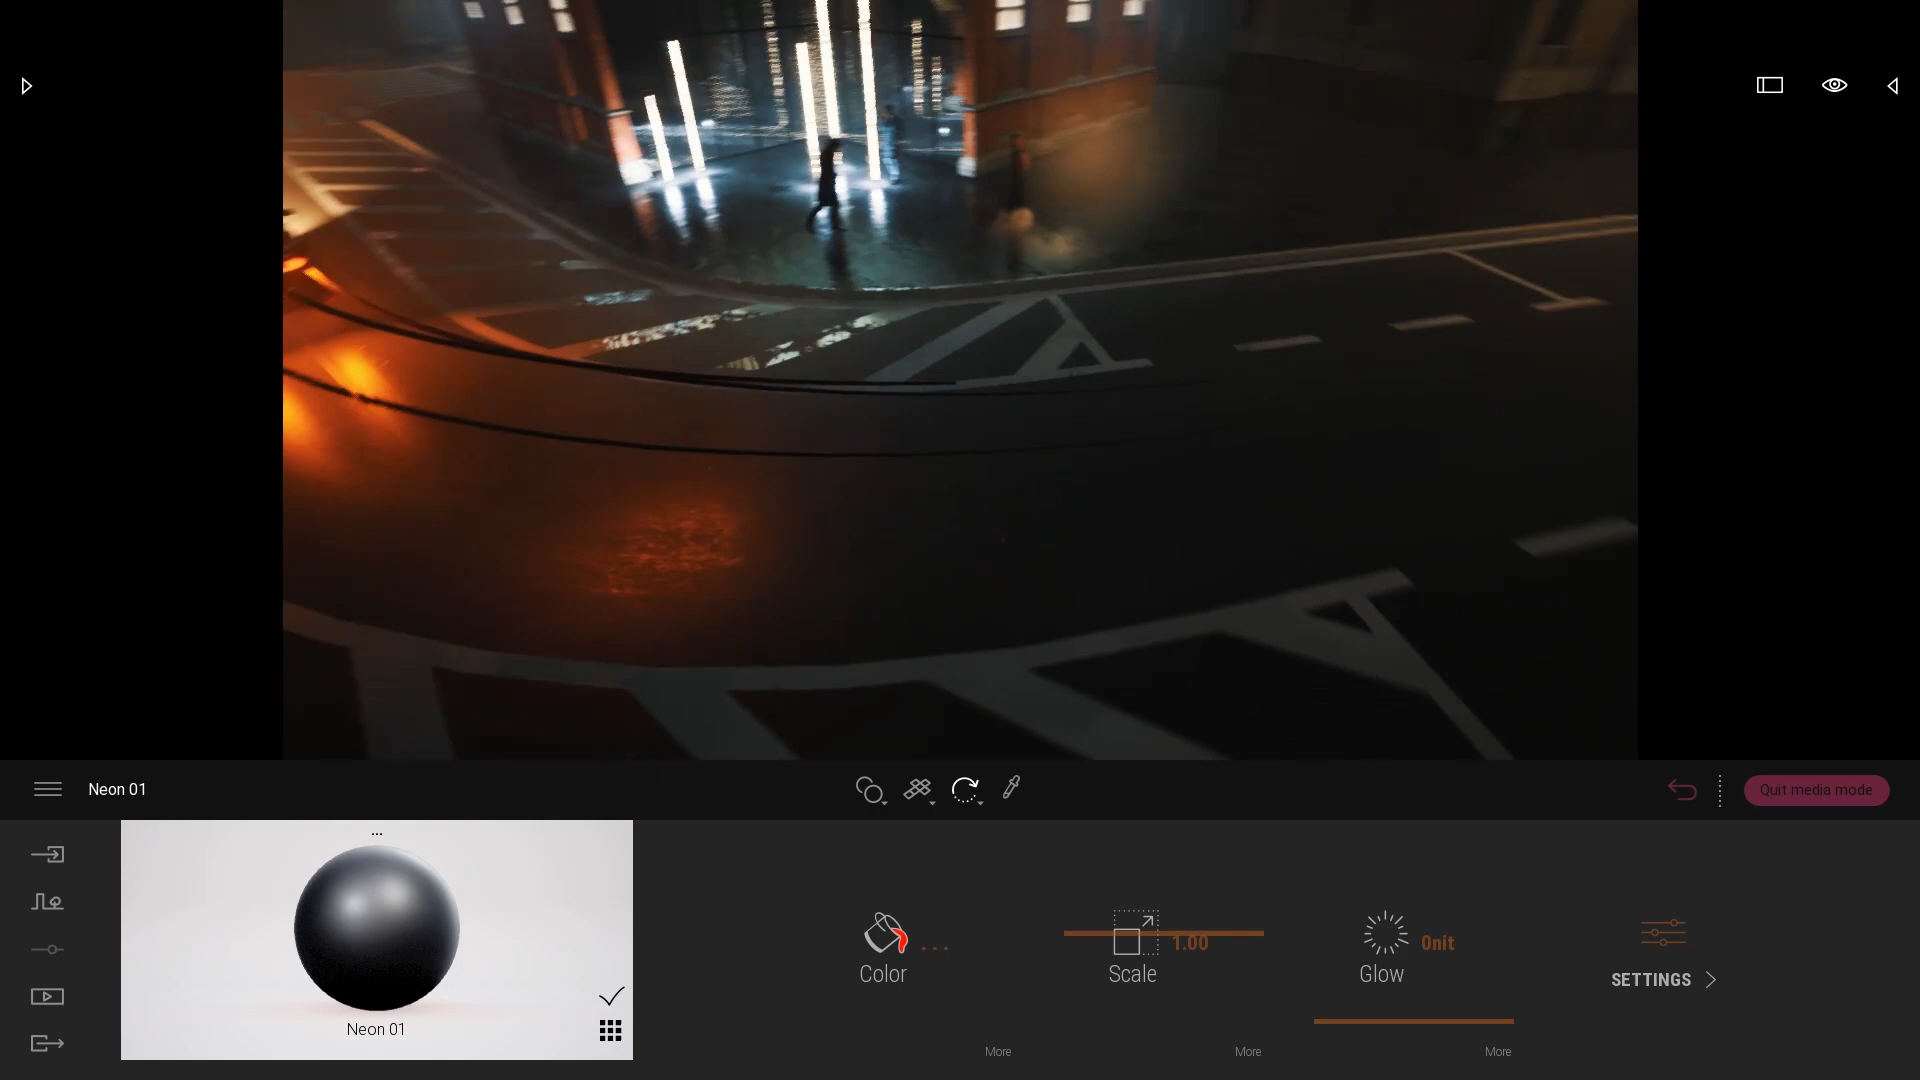 Neon 01
Quit media mode
...
Neon 01
Color
. . .
More
Scale
1.00
More
Glow
0nit
More
SETTINGS